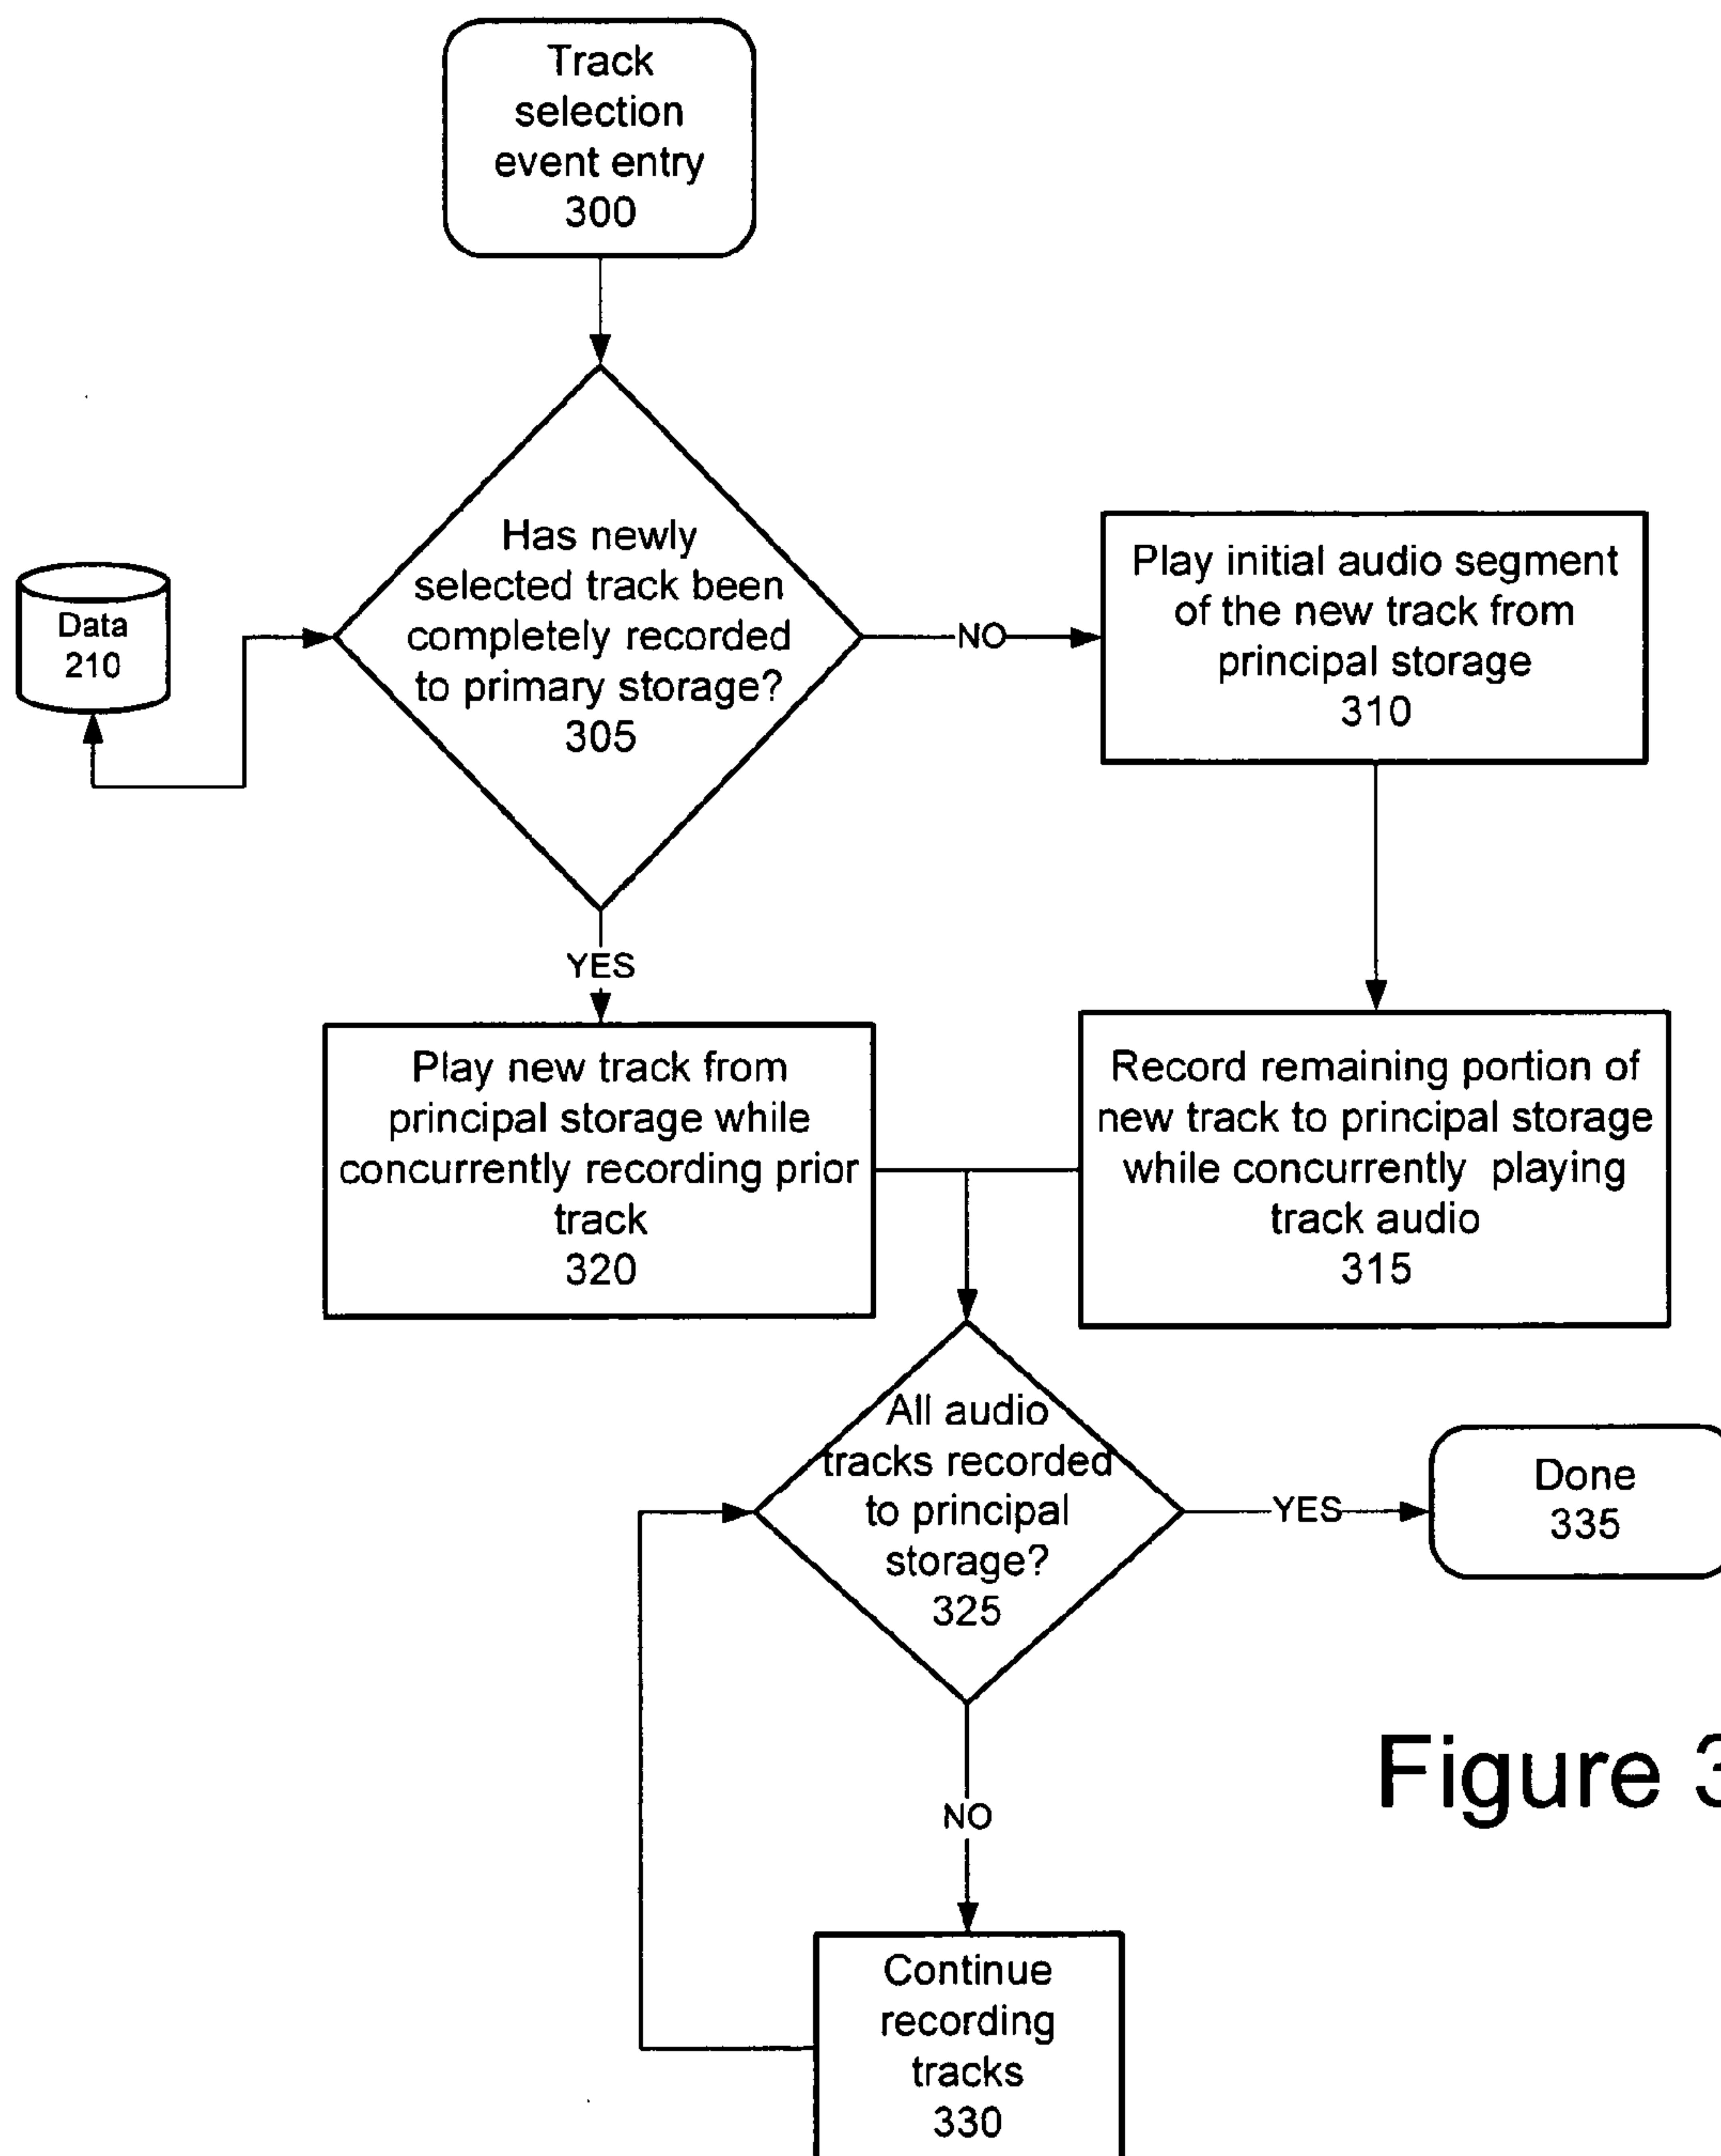 Track
selection
event entry
300
Has newly
selected track been
completely recorded
to primary storage?
305
Data
210
NO
Play initial audio segment
of the new track from
principal storage
310
YES
Play new track from
principal storage while
concurrently recording prior
track
320
Record remaining portion of
new track to principal storage
while concurrently playing
track audio
315
All audio
tracks recorded
to principal
storage?
325
YES
Done
335
NO
Figure 3
Continue
recording
tracks
330